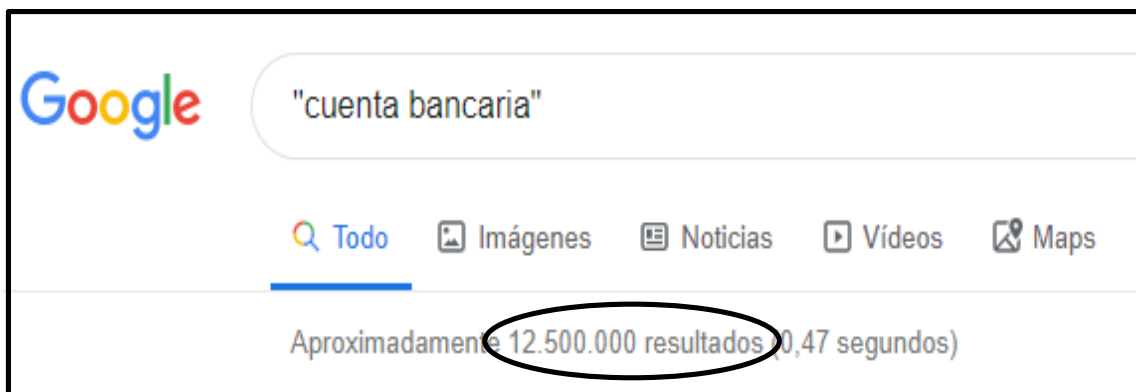 Google "cuenta bancaria"
Todo Imágenes Noticias Vídeos Maps
Aproximadamente 12.500.000 resultados (0,47 segundos)